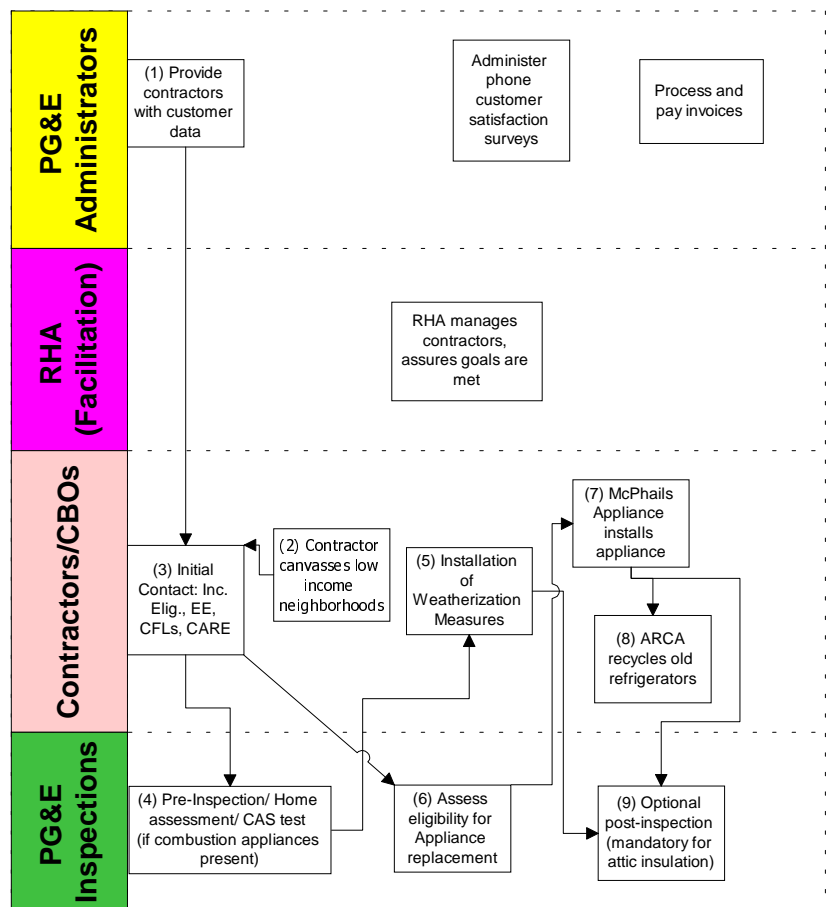 PG&E
Administrators
(1) Provide
contractors
with customer
data
Administer
phone
customer
satisfaction
surveys
Process and
pay invoices
RHA
(Facilitation)
RHA manages
contractors,
assures goals are
met
Contractors/CBOs
(3) Initial
Contact: Inc.
Elig., EE,
CFLs, CARE
(2) Contractor
canvasses low
income
neighborhoods
(5) Installation
of
Weatherization
Measures
(7) McPhails
Appliance
installs
appliance
(8) ARCA
recycles old
refrigerators
PG&E
Inspections
(4) Pre-Inspection/ Home
assessment/ CAS test
(if combustion appliances
present)
(6) Assess
eligibility for
Appliance
replacement
(9) Optional
post-inspection
(mandatory for
attic insulation)